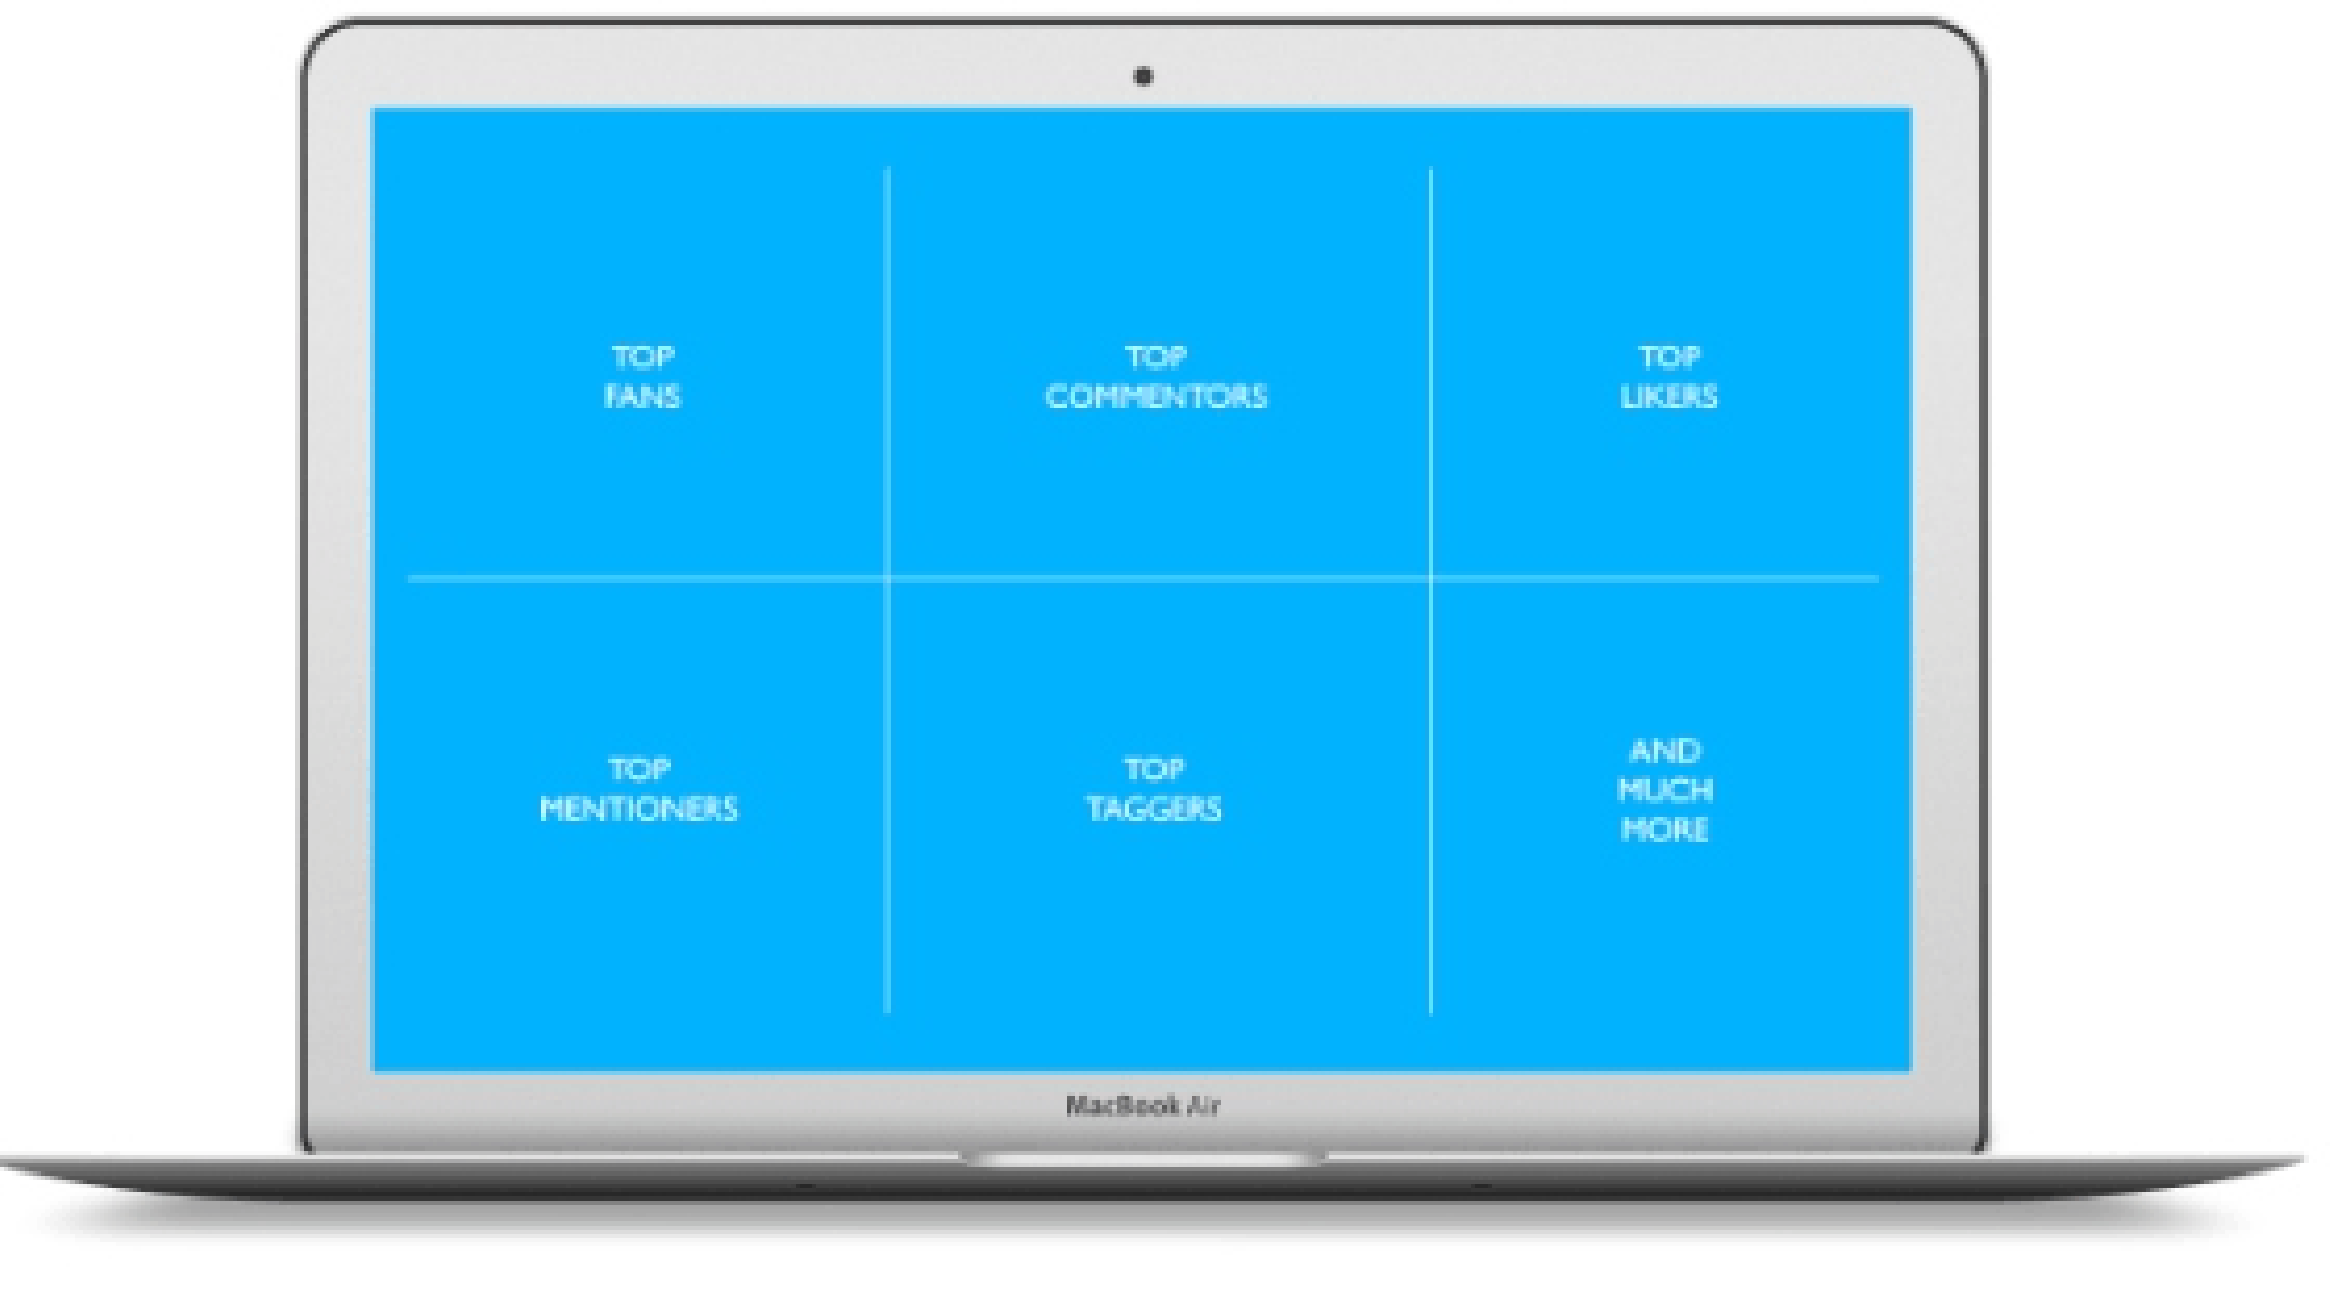 TOP
FANS
TOP
COMMENTORS
TOP
LIKERS
TOP
MENTIONERS
TOP
TAGGERS
AND
MUCH
MORE
MacBook Air